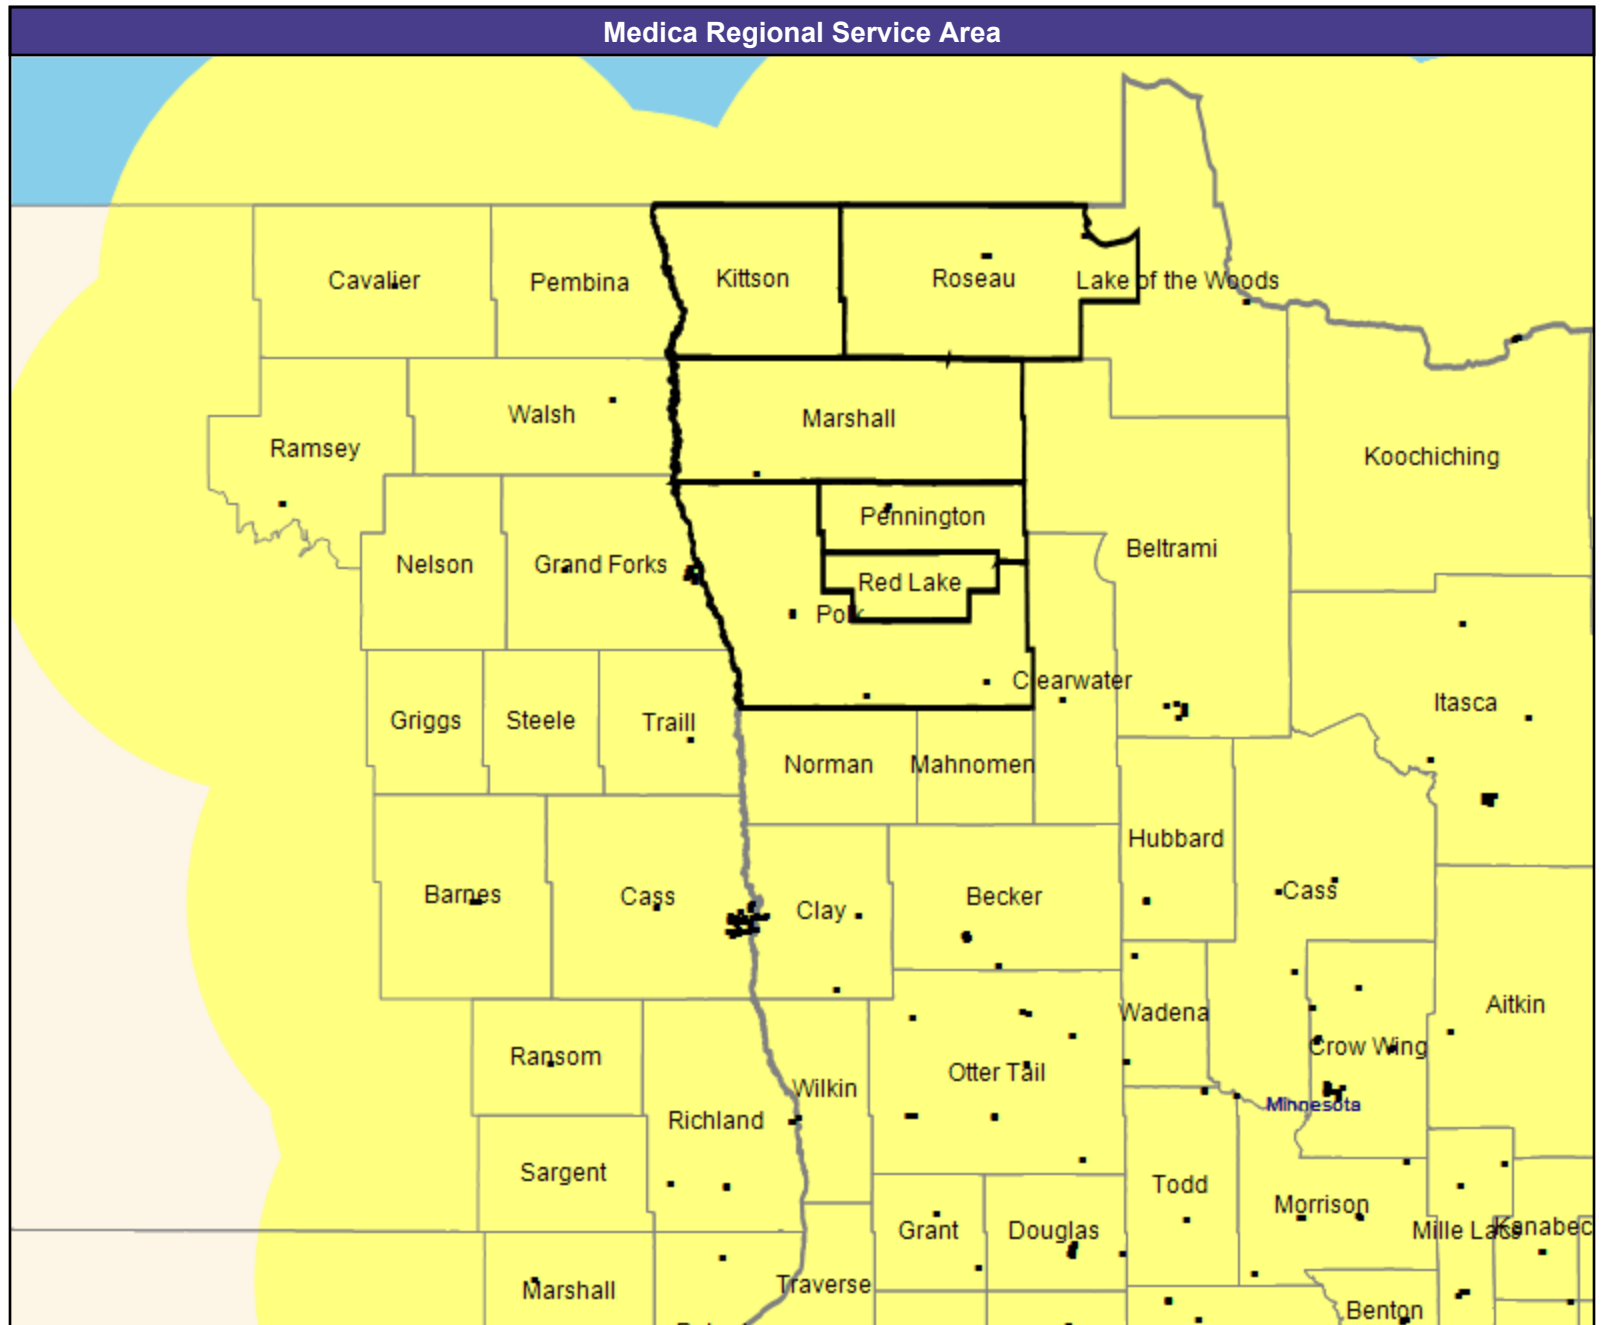 Medica Regional Service Area
Cavalier
Pembina
Kittson
Roseau
Lake of the Woods
Walsh
Marshall
Ramsey
Koochiching
Pennington
Beltrami
Nelson
Grand Forks
Red Lake
Polk
Clearwater
Griggs
Steele
Traill
Itasca
Norman
Mahnomen
Hubbard
Barnes
Cass
Clay
Becker
Cass
Aitkin
Wadena
Crow Wing
Ransom
Otter Tail
Wilkin
Minnesota
Richland
Sargent
Todd
Morrison
Grant
Douglas
Mille Lacs
Kanabec
Marshall
Traverse
Benton